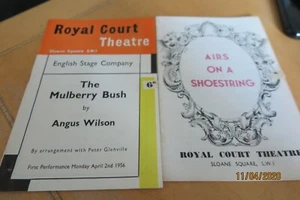 Royal Court
Theatre
Sloane Square SW1
English Stage Company
The
Mulberry Bush
by
Angus Wilson
6d
By arrangement with Peter Glenville
First Performance Monday April 2nd 1956
AIRS
ON A
SHOESTRING
ROYAL COURT THEATRE
SLOANE SQUARE, S.W.1
11/04/2020